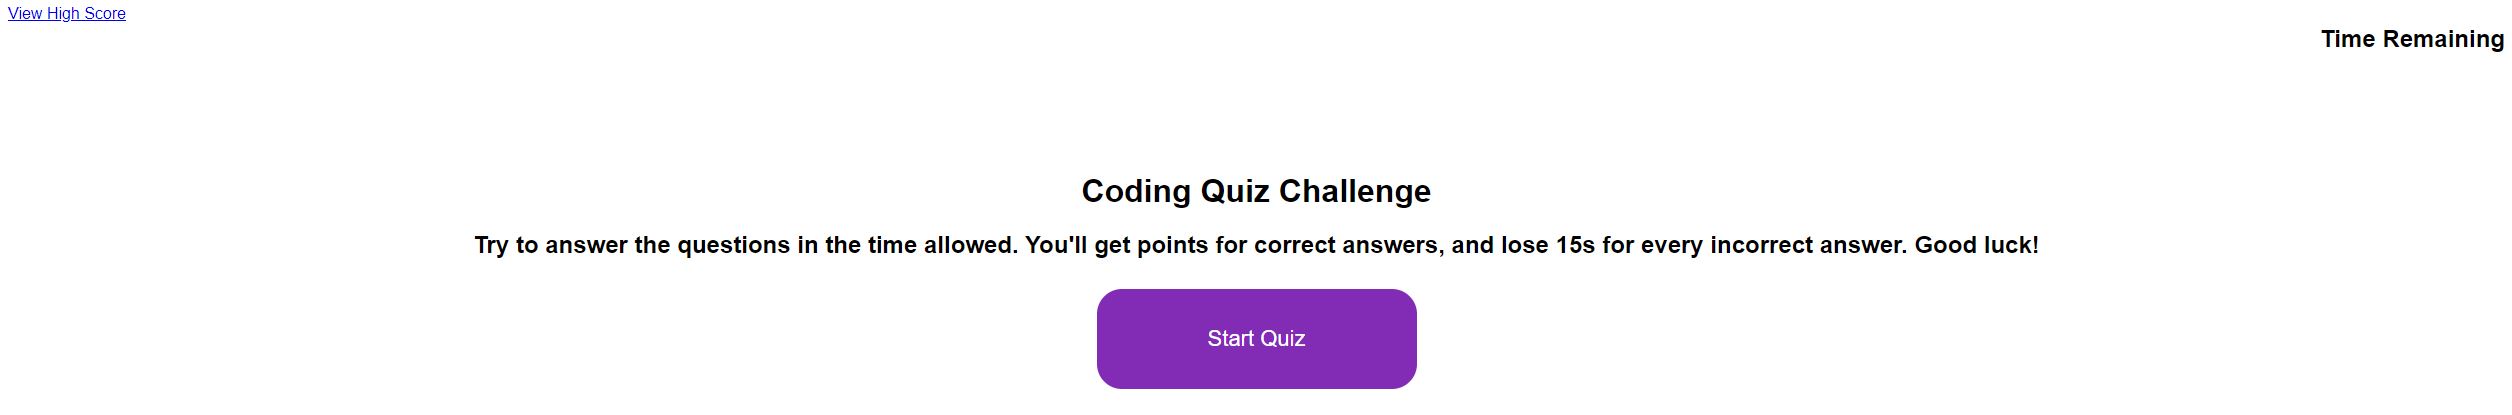 View High Score
Time Remaining
Coding Quiz Challenge
Try to answer the questions in the time allowed. You'll get points for correct answers, and lose 15s for every incorrect answer. Good luck!
Start Quiz